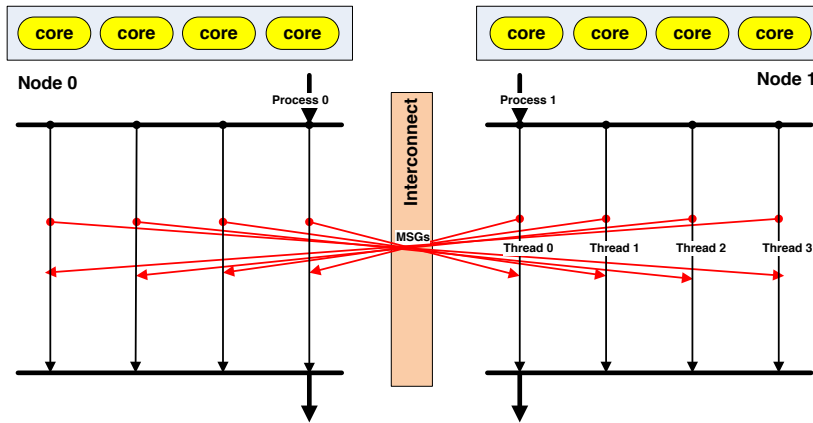 core core core core
core core core core
Node 0
Node 1
Process 0
Process 1
Interconnect
MSGs
Thread 0 Thread 1 Thread 2 Thread 3